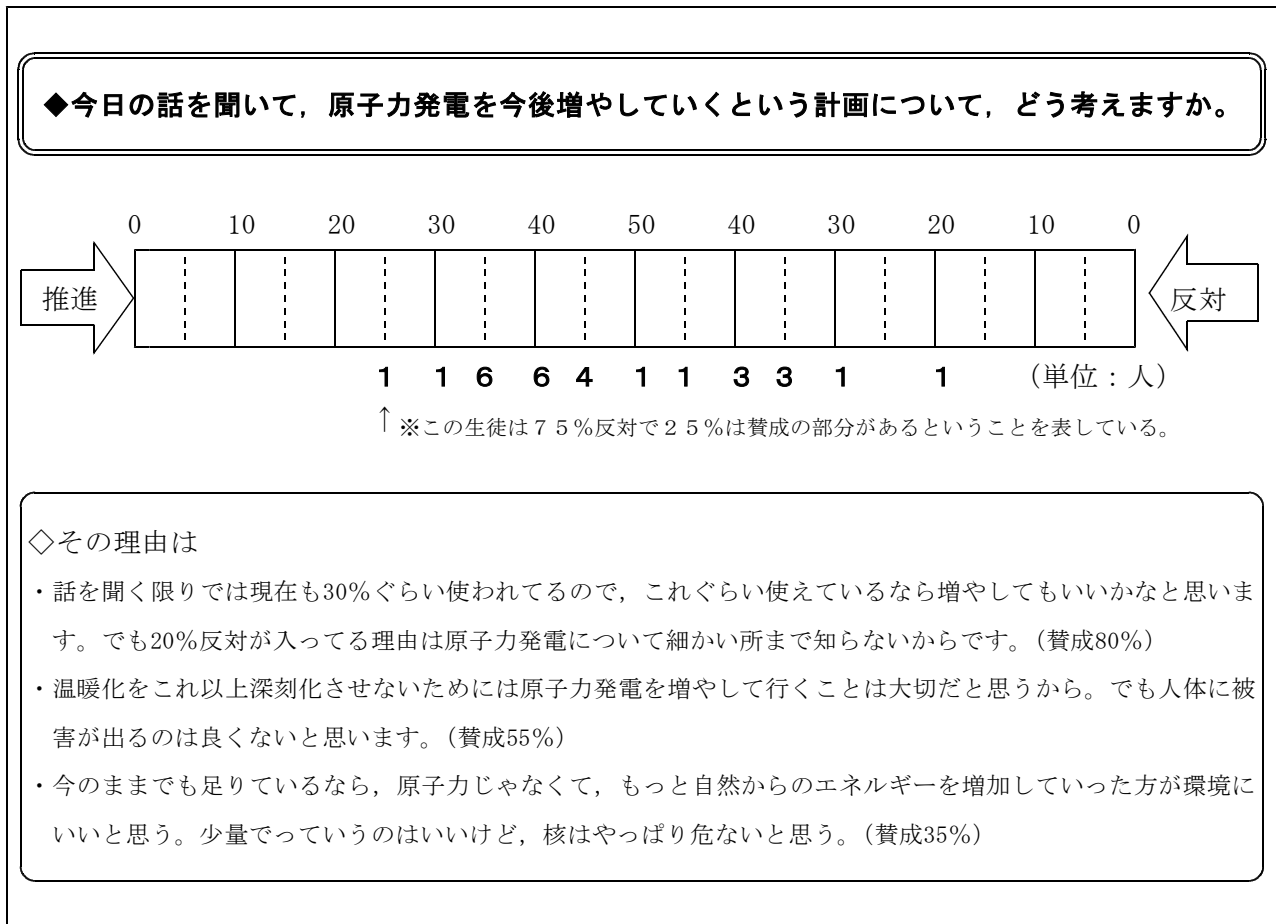 ◆今日の話を聞いて，原子力発電を今後増やしていくという計画について，どう考えますか。
0 10 20 30 40 50 40 30 20 10 0
推進
反対
1 1 6 6 4 1 1 3 3 1 1 （単位：人）
↑※この生徒は７５％反対で２５％は賛成の部分があるということを表している。
◇その理由は
・話を聞く限りでは現在も30％ぐらい使われてるので，これぐらい使えているなら増やしてもいいかなと思いま
す。でも20％反対が入ってる理由は原子力発電について細かい所まで知らないからです。（賛成80％）
・温暖化をこれ以上深刻化させないためには原子力発電を増やして行くことは大切だと思うから。でも人体に被
害が出るのは良くないと思います。（賛成55％）
・今のままでも足りているなら，原子力じゃなくて，もっと自然からのエネルギーを増加していった方が環境に
いいと思う。少量でっていうのはいいけど，核はやっぱり危ないと思う。（賛成35％）